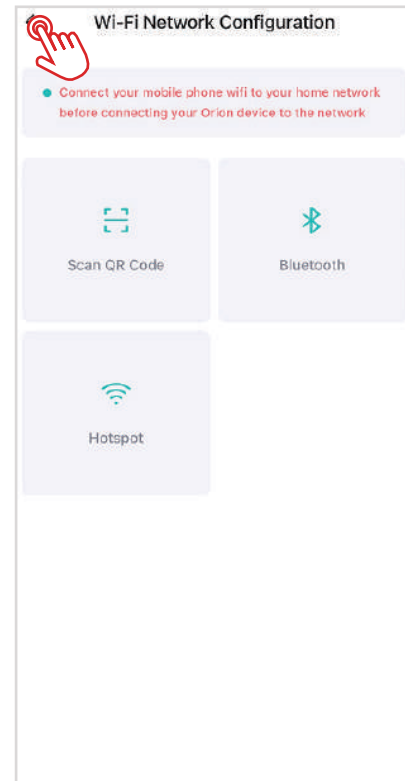 Wi-Fi Network Configuration
Connect your mobile phone wifi to your home network
before connecting your Orion device to the network
Scan QR Code
Bluetooth
Hotspot